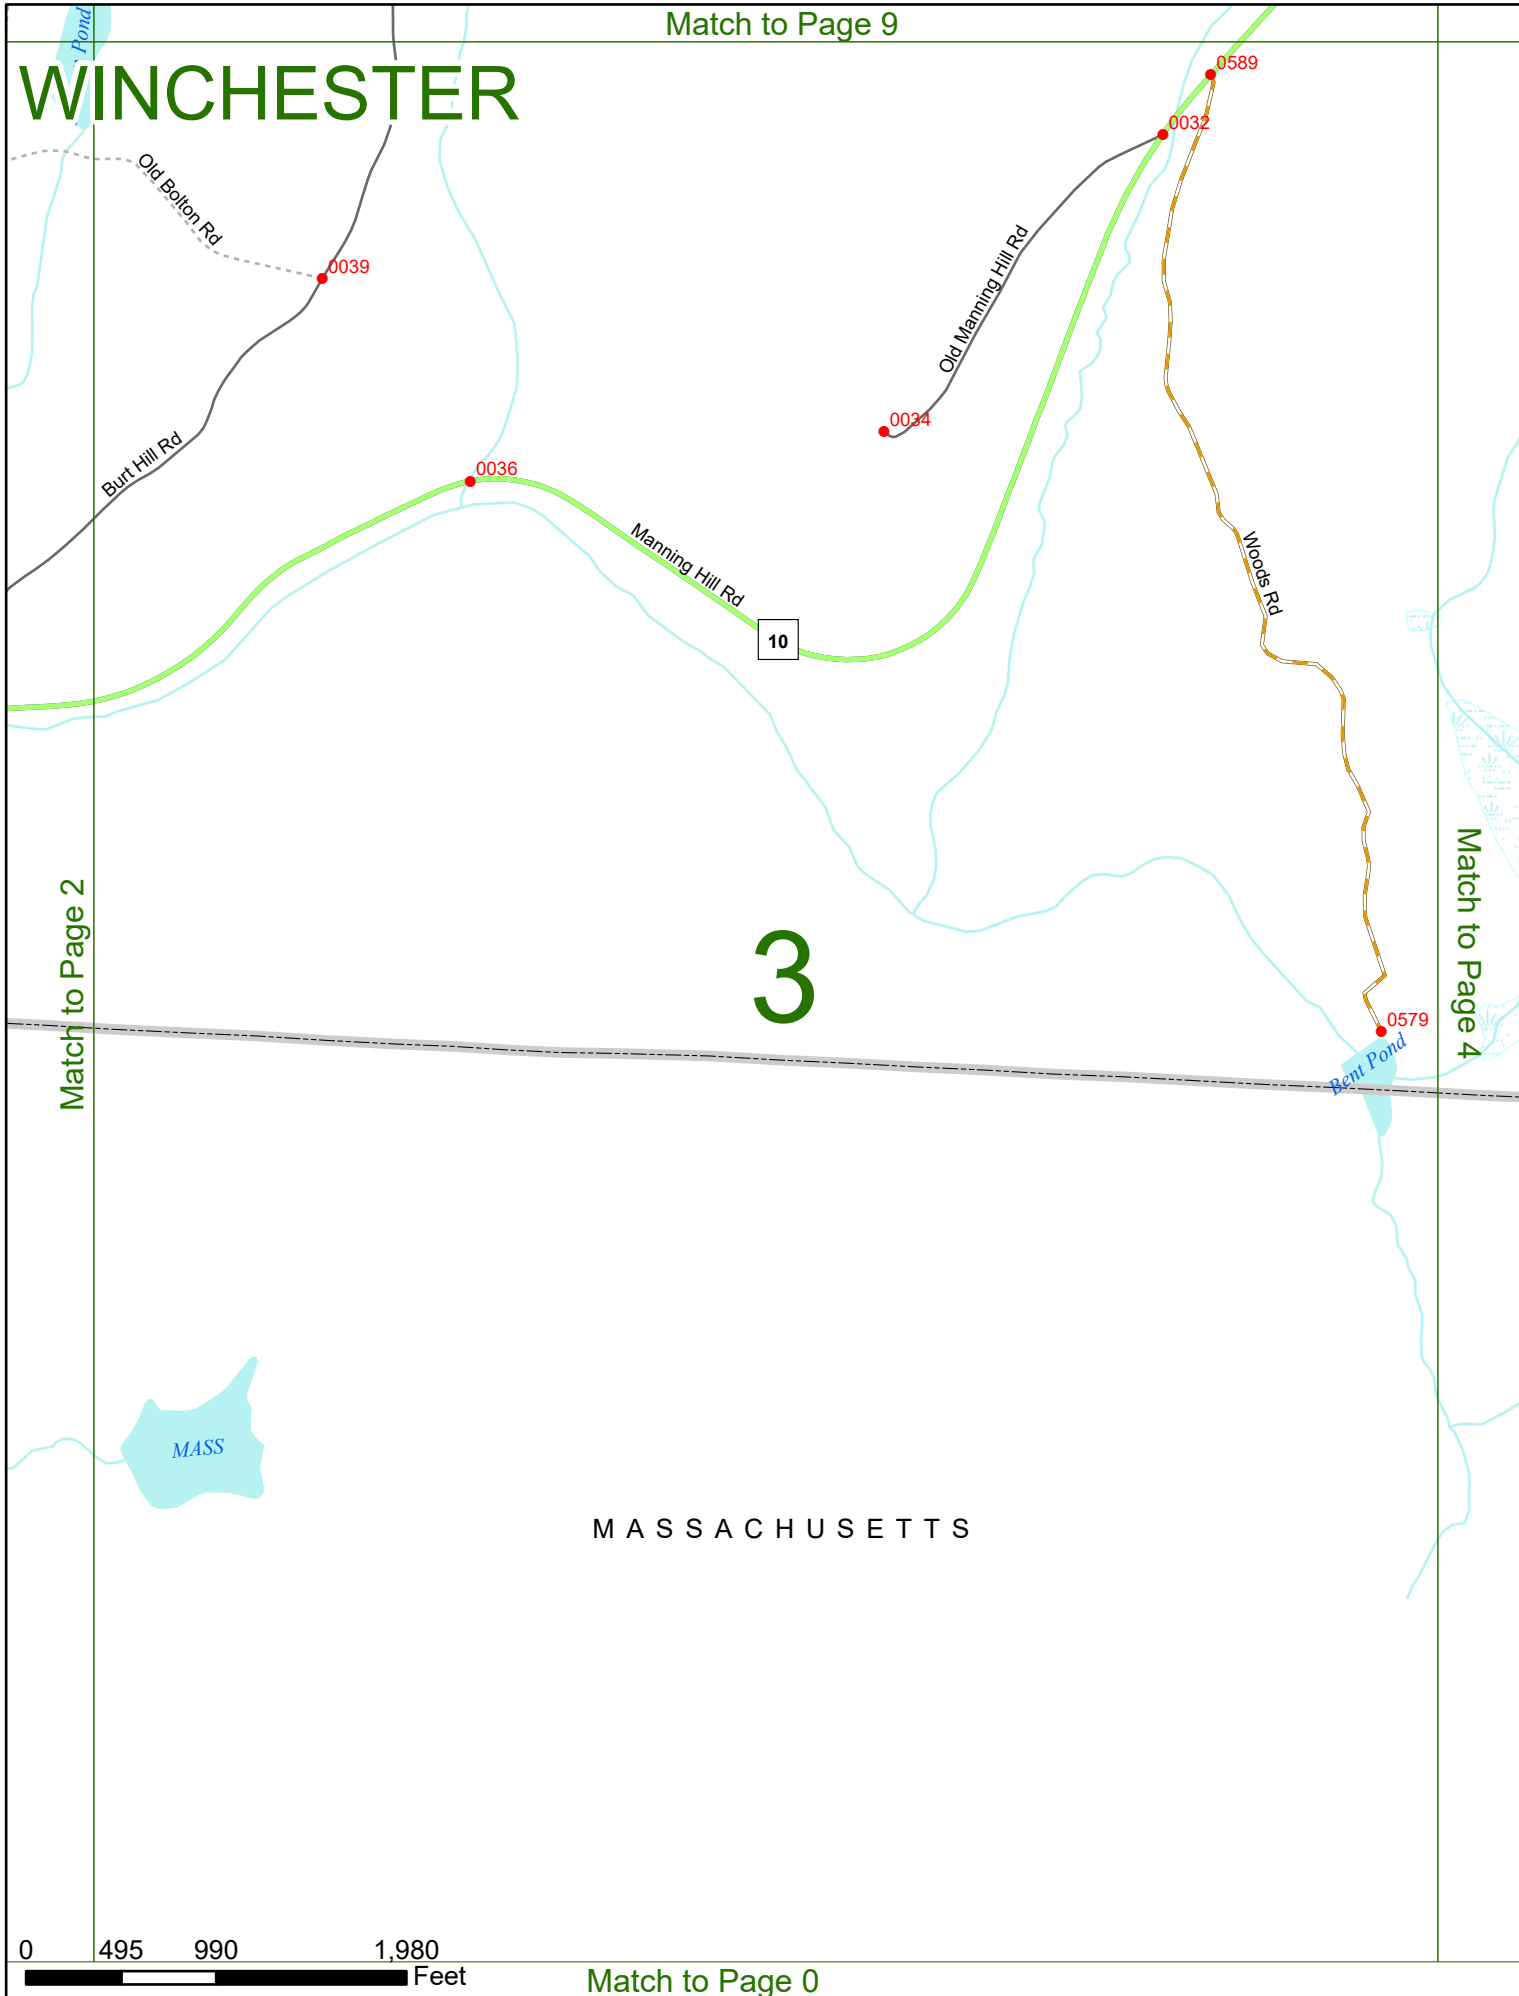 Match to Page 9
Pond
WINCHESTER
0589
0032
Old Bolton Rd
0039
Old Manning Hill Rd
0034
Burt Hill Rd
0036
Manning Hill Rd
Woods Rd
10
Match to Page 2
Match to Page 4
3
0579
Bent Pond
MASS
MASSACHUSETTS
0 495 990 1,980
Feet
Match to Page 0